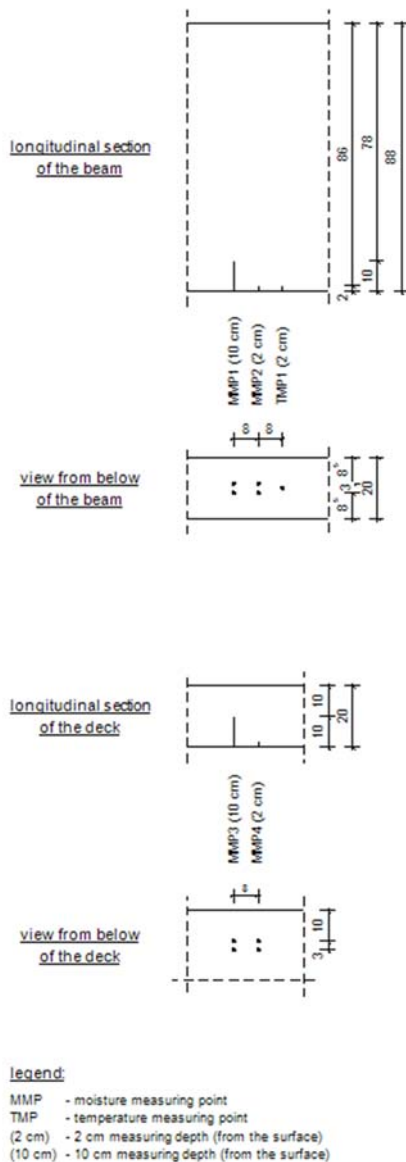 longitudinal section
of the beam
86
78
88
10
2
MMP1 (10 cm)
MMP2 (2 cm)
TMP1 (2 cm)
8 8
view from below
of the beam
8⁵
3
8⁵
20
longitudinal section
of the deck
10
10
20
MMP3 (10 cm)
MMP4 (2 cm)
8
view from below
of the deck
10
3
legend:
MMP - moisture measuring point
TMP - temperature measuring point
(2 cm) - 2 cm measuring depth (from the surface)
(10 cm) - 10 cm measuring depth (from the surface)